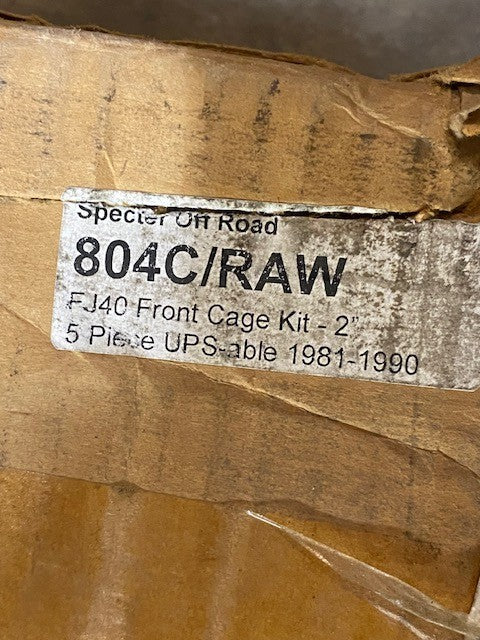 Specter Off Road
804C/RAW
FJ40 Front Cage Kit - 2"
5 Piece UPS-able 1981-1990